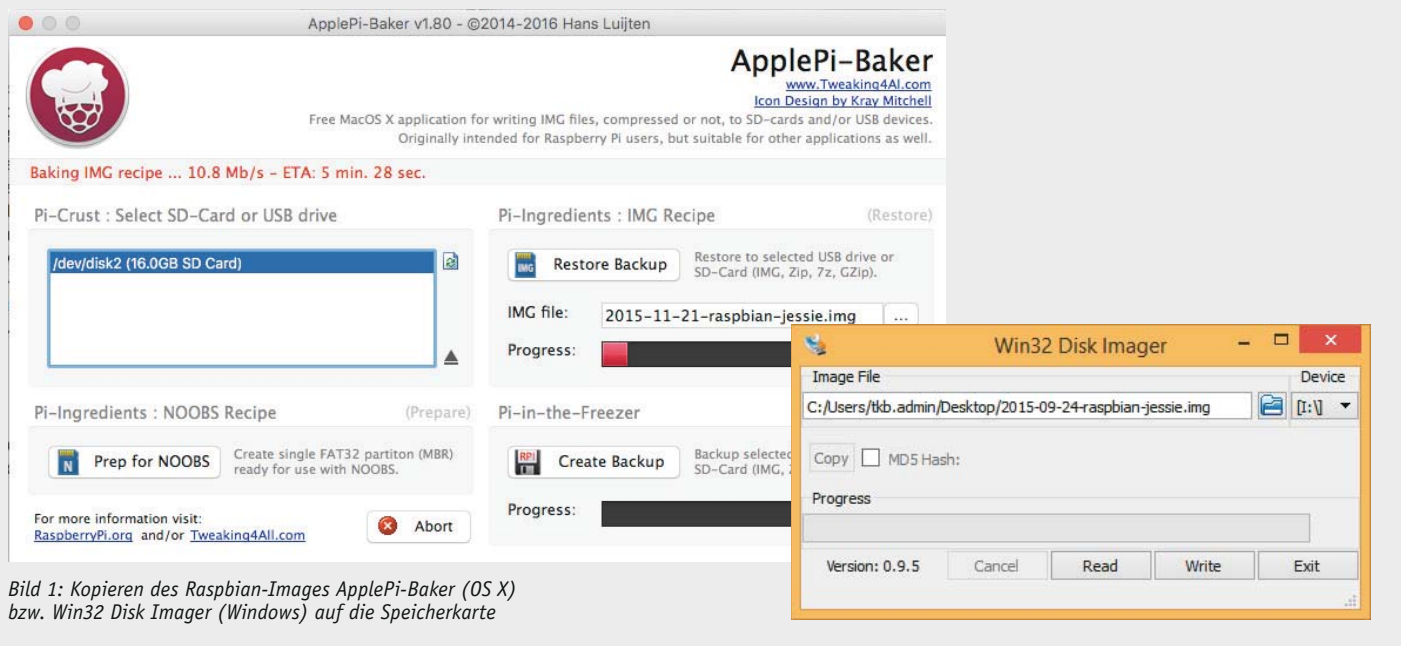 ApplePi-Baker v1.80 - ©2014-2016 Hans Luijten
ApplePi-Baker
www.Tweaking4Al.com
Icon Design by Kray Mitchell
Free MacOS X application for writing IMG files, compressed or not, to SD-cards and/or USB devices.
Originally intended for Raspberry Pi users, but suitable for other applications as well.
Baking IMG recipe ... 10.8 Mb/s - ETA: 5 min. 28 sec.
Pi-Crust : Select SD-Card or USB drive
/dev/disk2 (16.0GB SD Card)
Pi-Ingredients : IMG Recipe (Restore)
IMG
Restore Backup
Restore to selected USB drive or
SD-Card (IMG, Zip, 7z, GZip).
IMG file: 2015-11-21-raspbian-jessie.img ...
Progress:
Pi-Ingredients : NOOBS Recipe (Prepare)
N
Prep for NOOBS
Create single FAT32 partiton (MBR)
ready for use with NOOBS.
Pi-in-the-Freezer
RPi
Create Backup
Backup selected
SD-Card (IMG,
Progress:
For more information visit:
RaspberryPi.org and/or Tweaking4All.com
Abort
Win32 Disk Imager
Image File Device
C:/Users/tkb.admin/Desktop/2015-09-24-raspbian-jessie.img [I:\]
Copy MD5 Hash:
Progress
Version: 0.9.5 Cancel Read Write Exit
Bild 1: Kopieren des Raspbian-Images ApplePi-Baker (OS X)
bzw. Win32 Disk Imager (Windows) auf die Speicherkarte